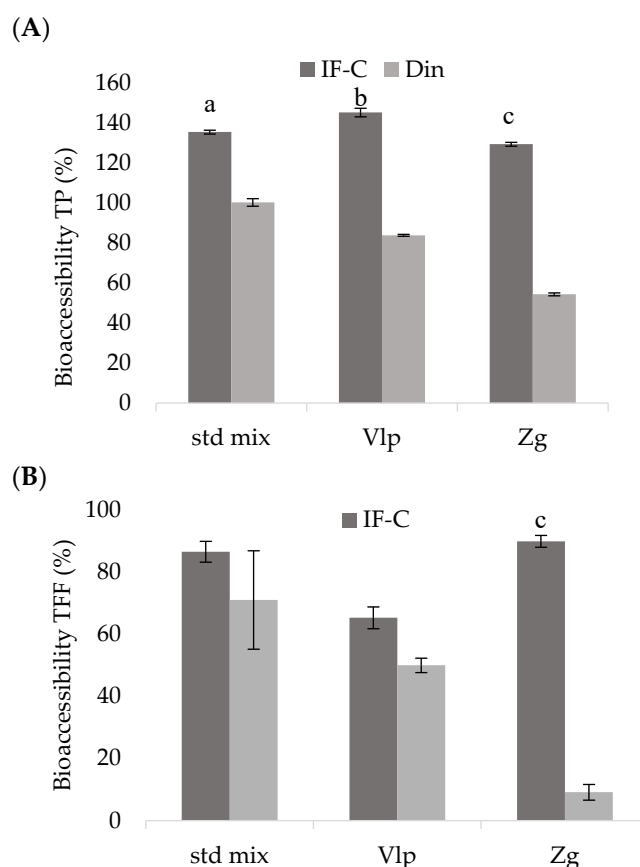 (A)
IF-C Din
Bioaccessibility TP (%)
160
140
120
100
80
60
40
20
0
a b c
std mix Vlp Zg
(B)
IF-C
Bioaccessibility TFF (%)
100
80
60
40
20
0
c
std mix Vlp Zg